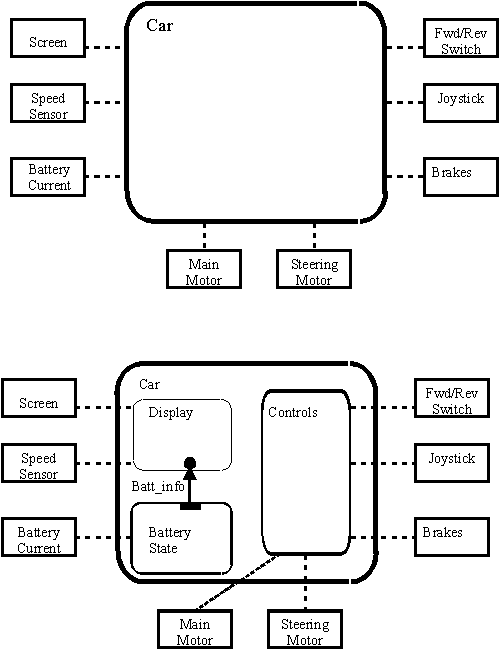 Car
Screen
Fwd/Rev
Switch
Speed
Sensor
Joystick
Battery
Current
Brakes
Main
Motor
Steering
Motor
Car
Screen
Display
Controls
Fwd/Rev
Switch
Speed
Sensor
Joystick
Batt_info
Battery
Current
Battery
State
Brakes
Main
Motor
Steering
Motor